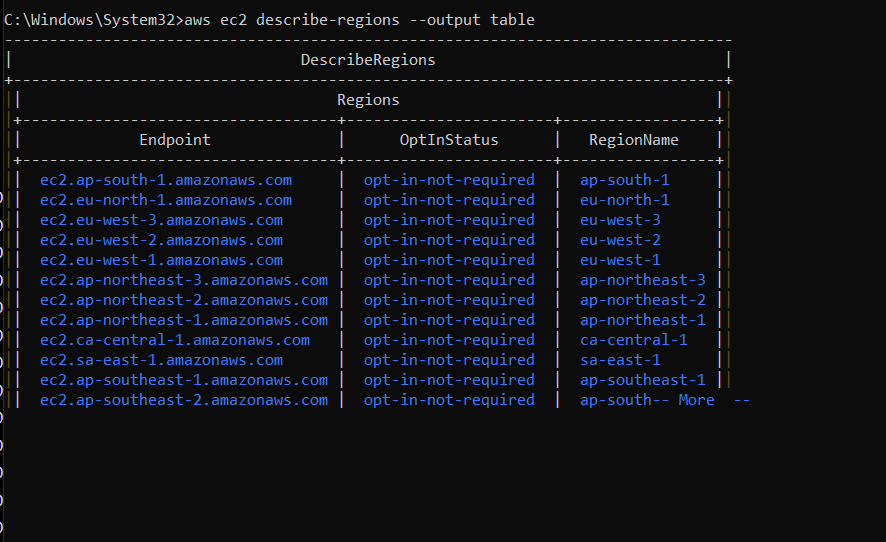 C:\Windows\System32>aws ec2 describe-regions --output table
DescribeRegions
Regions
Endpoint | OptInStatus | RegionName
ec2.ap-south-1.amazonaws.com | opt-in-not-required | ap-south-1
ec2.eu-north-1.amazonaws.com | opt-in-not-required | eu-north-1
ec2.eu-west-3.amazonaws.com | opt-in-not-required | eu-west-3
ec2.eu-west-2.amazonaws.com | opt-in-not-required | eu-west-2
ec2.eu-west-1.amazonaws.com | opt-in-not-required | eu-west-1
ec2.ap-northeast-3.amazonaws.com | opt-in-not-required | ap-northeast-3
ec2.ap-northeast-2.amazonaws.com | opt-in-not-required | ap-northeast-2
ec2.ap-northeast-1.amazonaws.com | opt-in-not-required | ap-northeast-1
ec2.ca-central-1.amazonaws.com | opt-in-not-required | ca-central-1
ec2.sa-east-1.amazonaws.com | opt-in-not-required | sa-east-1
ec2.ap-southeast-1.amazonaws.com | opt-in-not-required | ap-southeast-1
ec2.ap-southeast-2.amazonaws.com | opt-in-not-required | ap-south-- More  --